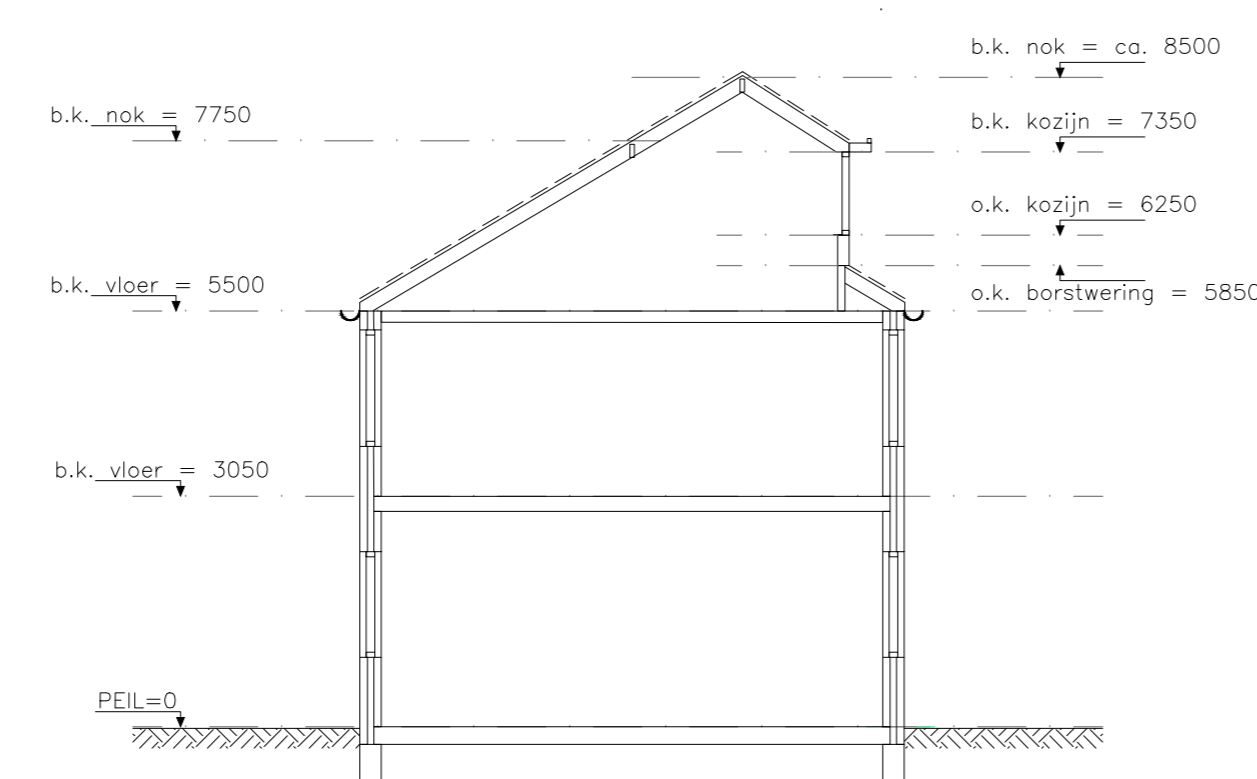 b.k. nok = ca. 8500
b.k. nok = 7750
b.k. kozijn = 7350
o.k. kozijn = 6250
b.k. vloer = 5500
o.k. borstwering = 5850
b.k. vloer = 3050
PEIL=0